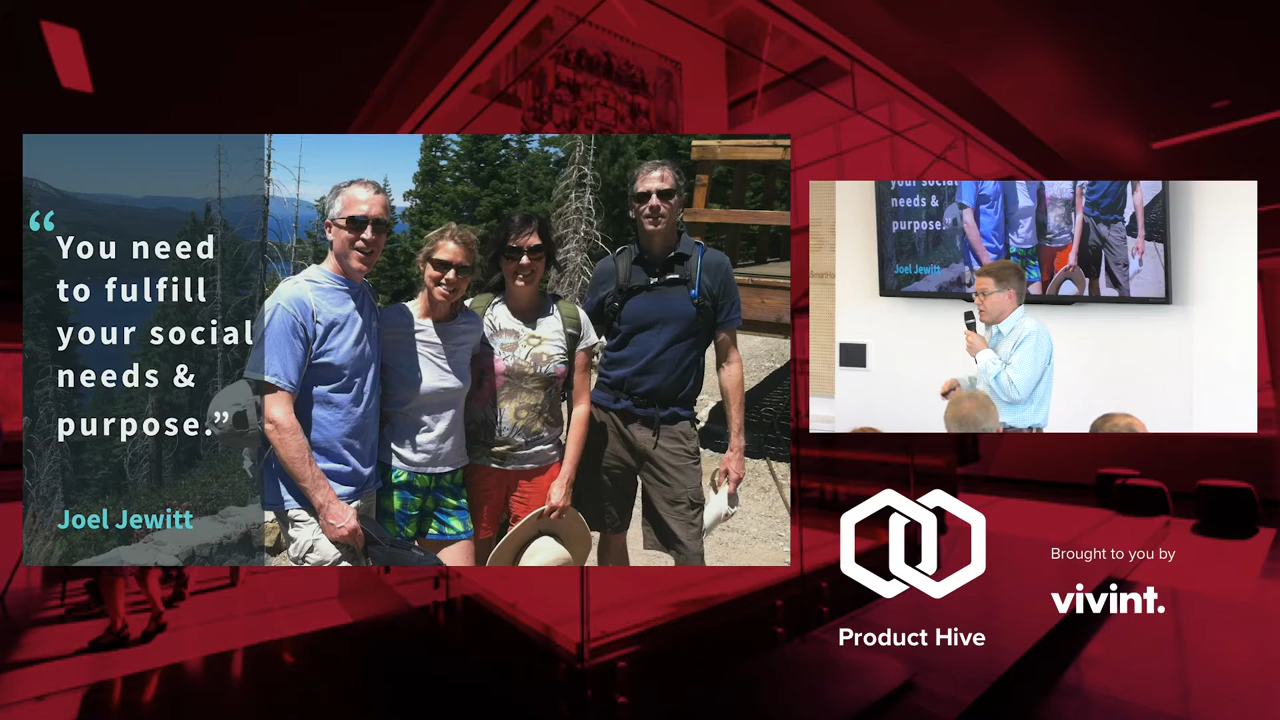 “You need
to fulfill
your social
needs &
purpose.”
Joel Jewitt
your social
needs &
purpose.”
Joel Jewitt
Product Hive
Brought to you by
vivint.